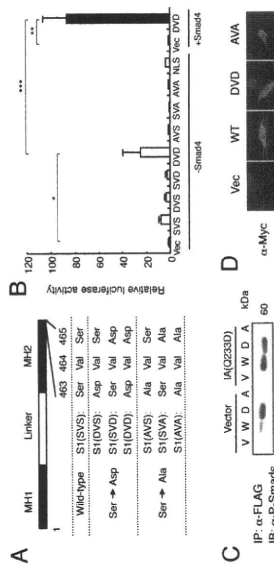 A
MH1 Linker MH2
1 463 464 465
Wild-type S1(SVS): Ser Val Ser
S1(DVS): Asp Val Ser
Ser → Asp S1(SVD): Ser Val Asp
S1(DVD): Asp Val Asp
S1(AVS): Ala Val Ser
Ser → Ala S1(SVA): Ser Val Ala
S1(AVA): Ala Val Ala
B
Relative luciferase activity
120
100
80
60
40
20
0
* *** **
Vec SVS DVS SVD DVD AVS SVA AVA NLS Vec DVD
-Smad4 +Smad4
C
Vector IA(Q233D)
V W D A V W D A kDa
60
IP: α-FLAG
IB: α-P-Smads
D
Vec WT DVD AVA
α-Myc